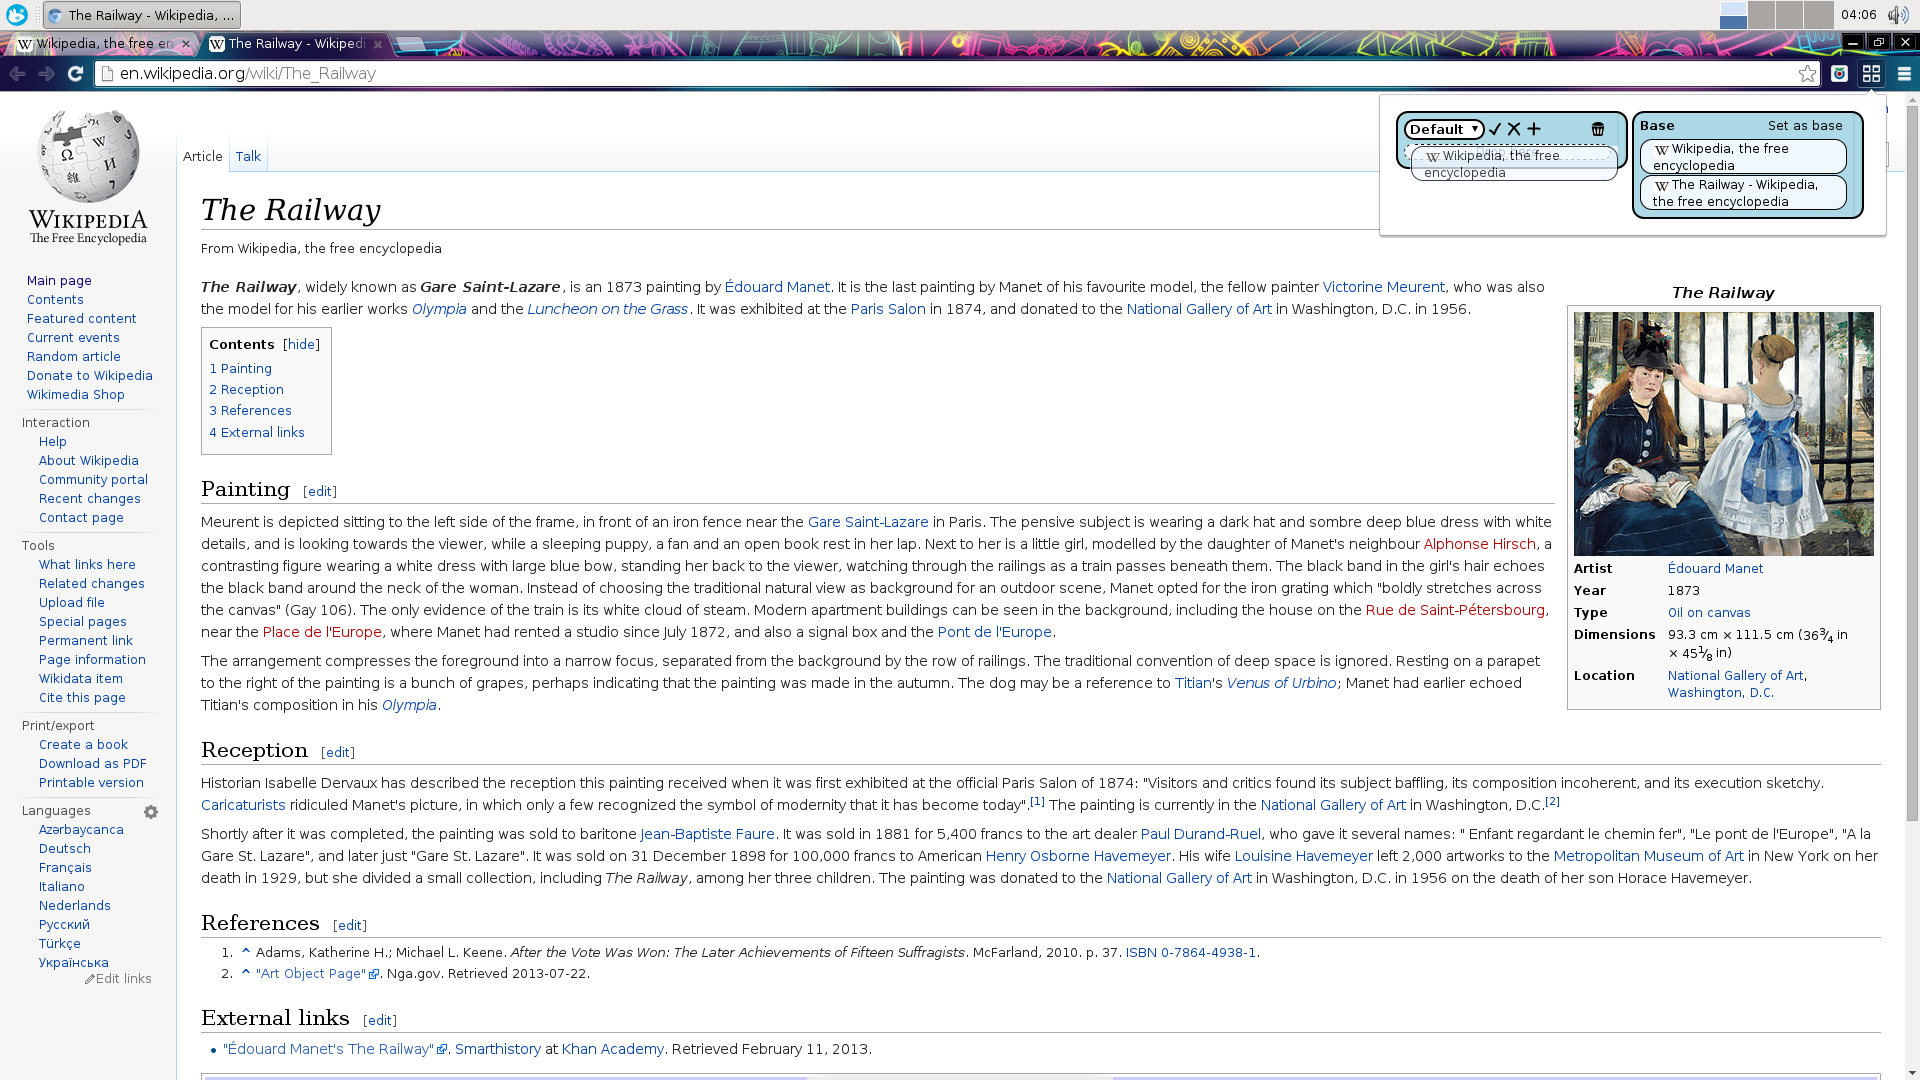 The Railway - Wikipedia, ...
04:06
Wikipedia, the free en
The Railway - Wikiped
en.wikipedia.org/wiki/The_Railway
Default
Wikipedia, the free
encyclopedia
Base
Set as base
Wikipedia, the free
encyclopedia
The Railway - Wikipedia,
the free encyclopedia
WIKIPEDIA
The Free Encyclopedia
Main page
Contents
Featured content
Current events
Random article
Donate to Wikipedia
Wikimedia Shop
Interaction
Help
About Wikipedia
Community portal
Recent changes
Contact page
Tools
What links here
Related changes
Upload file
Special pages
Permanent link
Page information
Wikidata item
Cite this page
Print/export
Create a book
Download as PDF
Printable version
Languages
Azərbaycanca
Deutsch
Français
Italiano
Nederlands
Русский
Türkçe
Українська
Edit links
Article
Talk
The Railway
From Wikipedia, the free encyclopedia
The Railway, widely known as Gare Saint-Lazare, is an 1873 painting by Édouard Manet. It is the last painting by Manet of his favourite model, the fellow painter Victorine Meurent, who was also
the model for his earlier works Olympia and the Luncheon on the Grass. It was exhibited at the Paris Salon in 1874, and donated to the National Gallery of Art in Washington, D.C. in 1956.
Contents [hide]
1 Painting
2 Reception
3 References
4 External links
The Railway
Artist Édouard Manet
Year 1873
Type Oil on canvas
Dimensions 93.3 cm × 111.5 cm (36 3⁄4 in
× 45 1⁄8 in)
Location National Gallery of Art,
Washington, D.C.
Painting [edit]
Meurent is depicted sitting to the left side of the frame, in front of an iron fence near the Gare Saint-Lazare in Paris. The pensive subject is wearing a dark hat and sombre deep blue dress with white
details, and is looking towards the viewer, while a sleeping puppy, a fan and an open book rest in her lap. Next to her is a little girl, modelled by the daughter of Manet's neighbour Alphonse Hirsch, a
contrasting figure wearing a white dress with large blue bow, standing her back to the viewer, watching through the railings as a train passes beneath them. The black band in the girl's hair echoes
the black band around the neck of the woman. Instead of choosing the traditional natural view as background for an outdoor scene, Manet opted for the iron grating which "boldly stretches across
the canvas" (Gay 106). The only evidence of the train is its white cloud of steam. Modern apartment buildings can be seen in the background, including the house on the Rue de Saint-Pétersbourg,
near the Place de l'Europe, where Manet had rented a studio since July 1872, and also a signal box and the Pont de l'Europe.
The arrangement compresses the foreground into a narrow focus, separated from the background by the row of railings. The traditional convention of deep space is ignored. Resting on a parapet
to the right of the painting is a bunch of grapes, perhaps indicating that the painting was made in the autumn. The dog may be a reference to Titian's Venus of Urbino; Manet had earlier echoed
Titian's composition in his Olympia.
Reception [edit]
Historian Isabelle Dervaux has described the reception this painting received when it was first exhibited at the official Paris Salon of 1874: "Visitors and critics found its subject baffling, its composition incoherent, and its execution sketchy.
Caricaturists ridiculed Manet's picture, in which only a few recognized the symbol of modernity that it has become today".[1] The painting is currently in the National Gallery of Art in Washington, D.C.[2]
Shortly after it was completed, the painting was sold to baritone Jean-Baptiste Faure. It was sold in 1881 for 5,400 francs to the art dealer Paul Durand-Ruel, who gave it several names: " Enfant regardant le chemin fer", "Le pont de l'Europe", "A la
Gare St. Lazare", and later just "Gare St. Lazare". It was sold on 31 December 1898 for 100,000 francs to American Henry Osborne Havemeyer. His wife Louisine Havemeyer left 2,000 artworks to the Metropolitan Museum of Art in New York on her
death in 1929, but she divided a small collection, including The Railway, among her three children. The painting was donated to the National Gallery of Art in Washington, D.C. in 1956 on the death of her son Horace Havemeyer.
References [edit]
1. ^ Adams, Katherine H.; Michael L. Keene. After the Vote Was Won: The Later Achievements of Fifteen Suffragists. McFarland, 2010. p. 37. ISBN 0-7864-4938-1.
2. ^ "Art Object Page". Nga.gov. Retrieved 2013-07-22.
External links [edit]
• "Édouard Manet's The Railway". Smarthistory at Khan Academy. Retrieved February 11, 2013.